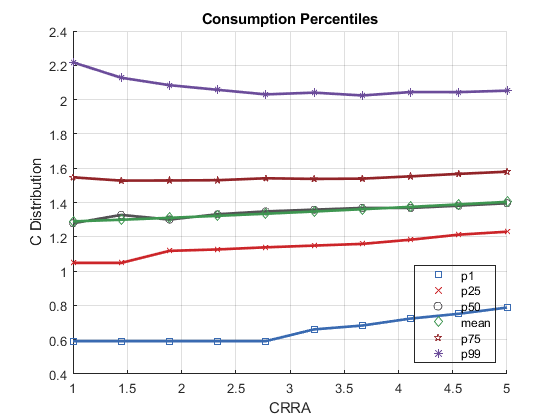 Consumption Percentiles
2.4
2.2
2
1.8
1.6
1.4
1.2
1
0.8
0.6
0.4
C Distribution
p1
p25
p50
mean
p75
p99
1 1.5 2 2.5 3 3.5 4 4.5 5
CRRA